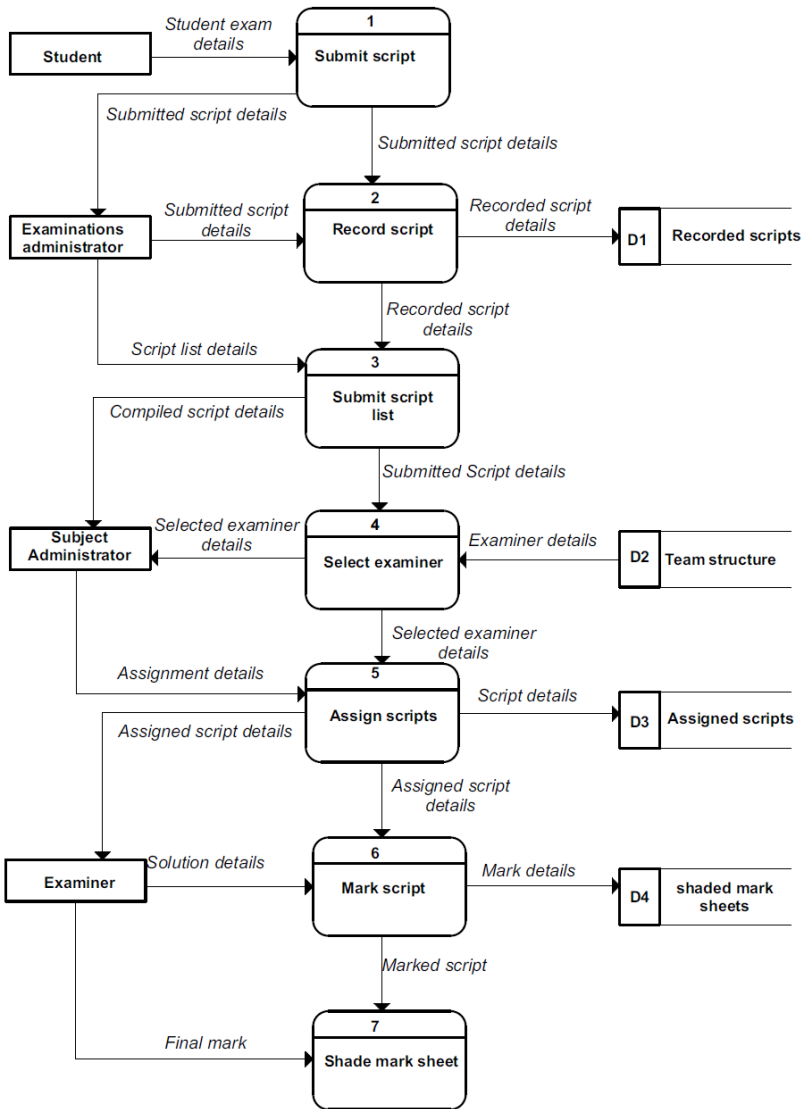 Student exam
details
1
Student
Submit script
Submitted script details
Submitted script details
2
Submitted script
details
Recorded script
details
Examinations
administrator
Record script
D1
Recorded scripts
Recorded script
details
Script list details
3
Compiled script details
Submit script
list
Submitted Script details
4
Selected examiner
details
Examiner details
Subject
Administrator
Select examiner
D2
Team structure
Selected examiner
details
Assignment details
5
Script details
Assigned script details
Assign scripts
D3
Assigned scripts
Assigned script
details
6
Solution details
Mark details
Examiner
Mark script
D4
shaded mark
sheets
Marked script
7
Final mark
Shade mark sheet